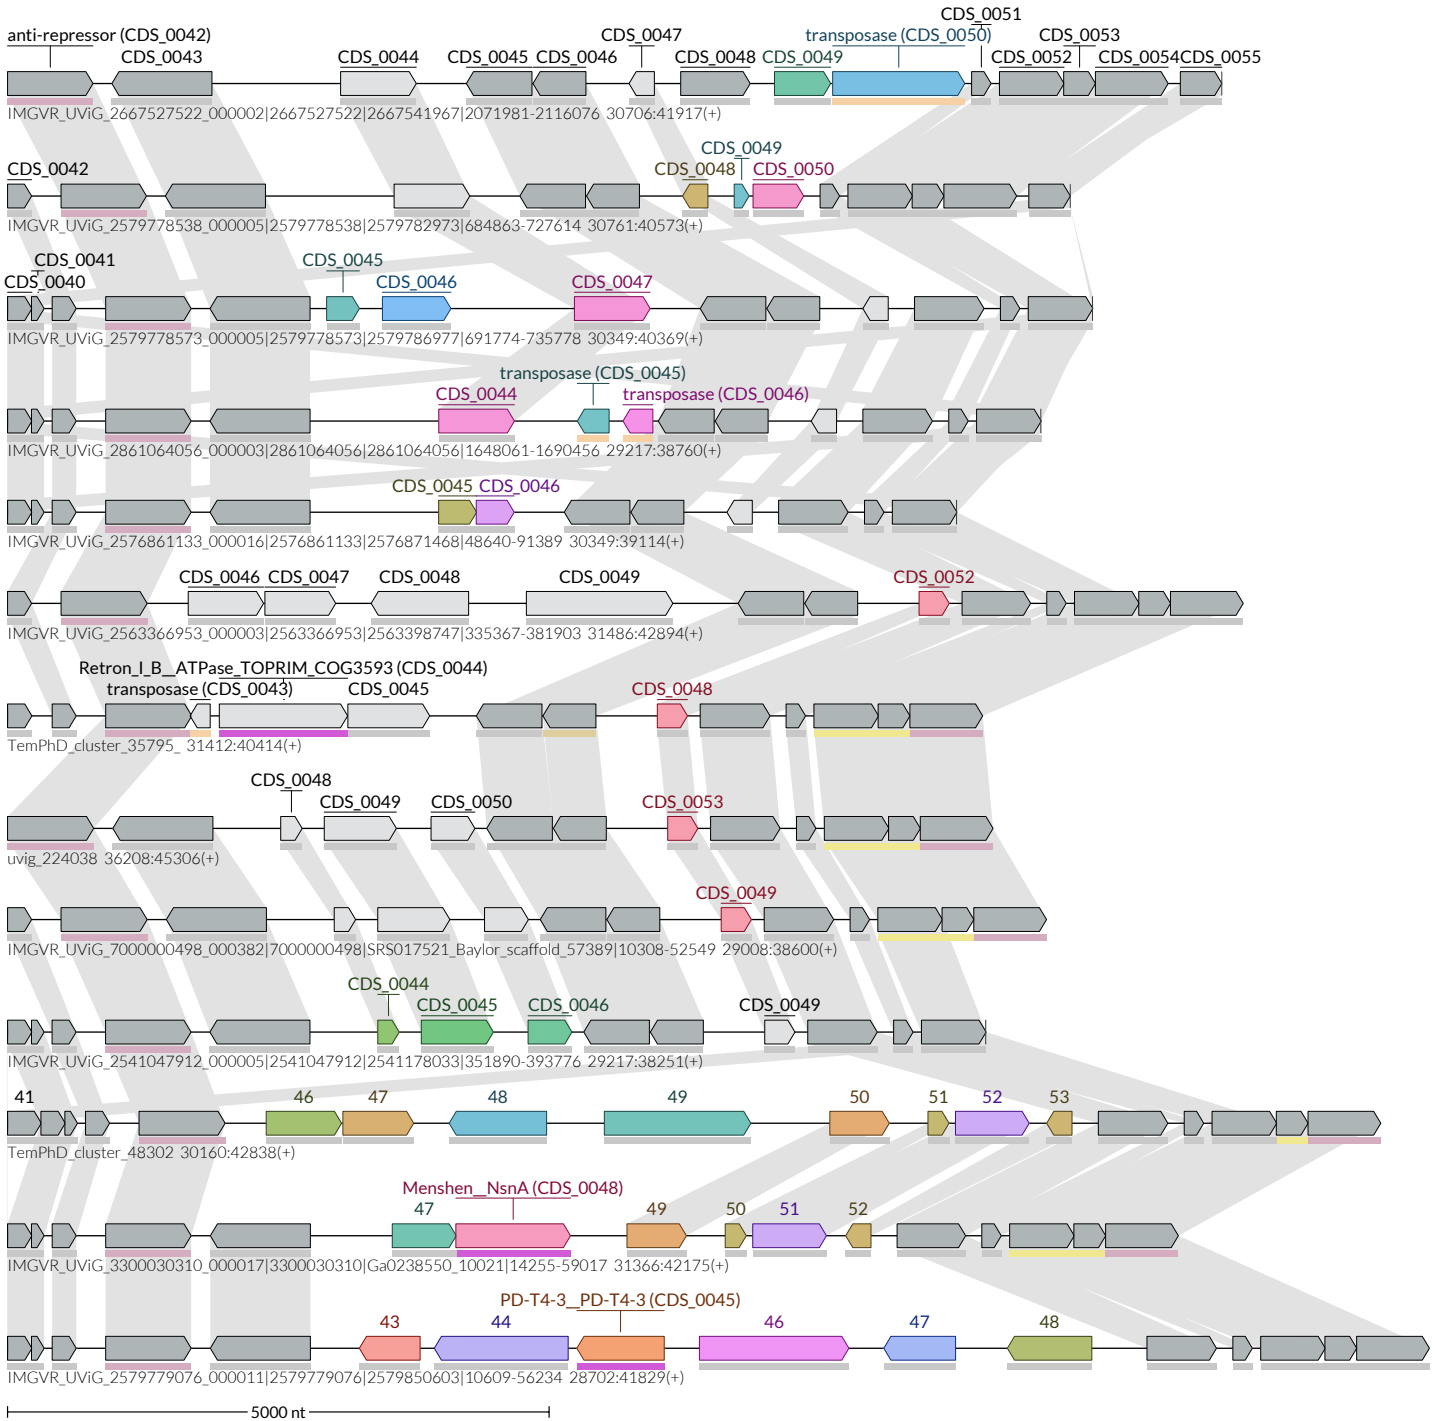 CDS_0051
anti-repressor (CDS_0042) CDS_0047 transposase (CDS_0050) CDS_0053
CDS_0043 CDS_0044 CDS_0045 CDS_0046 CDS_0048 CDS_0049 CDS_0052 CDS_0054 CDS_0055
IMGVR_UViG_2667527522_000002|2667527522|2667541967|2071981-2116076 30706:41917(+)
CDS_0049
CDS_0042 CDS_0048 CDS_0050
IMGVR_UViG_2579778538_000005|2579778538|2579782973|684863-727614 30761:40573(+)
CDS_0041 CDS_0045
CDS_0040 CDS_0046 CDS_0047
IMGVR_UViG_2579778573_000005|2579778573|2579786977|691774-735778 30349:40369(+)
transposase (CDS_0045)
CDS_0044 transposase (CDS_0046)
IMGVR_UViG_2861064056_000003|2861064056|2861064056|1648061-1690456 29217:38760(+)
CDS_0045 CDS_0046
IMGVR_UViG_2576861133_000016|2576861133|2576871468|48640-91389 30349:39114(+)
CDS_0046 CDS_0047 CDS_0048 CDS_0049 CDS_0052
IMGVR_UViG_2563366953_000003|2563366953|2563398747|335367-381903 31486:42894(+)
Retron_I_B__ATPase_TOPRIM_COG3593 (CDS_0044)
transposase (CDS_0043) CDS_0045 CDS_0048
TemPhD_cluster_35795_ 31412:40414(+)
CDS_0048
CDS_0049 CDS_0050 CDS_0053
uvig_224038 36208:45306(+)
CDS_0049
IMGVR_UViG_7000000498_000382|7000000498|SRS017521_Baylor_scaffold_57389|10308-52549 29008:38600(+)
CDS_0044
CDS_0045 CDS_0046 CDS_0049
IMGVR_UViG_2541047912_000005|2541047912|2541178033|351890-393776 29217:38251(+)
41 46 47 48 49 50 51 52 53
TemPhD_cluster_48302 30160:42838(+)
Menshen__NsnA (CDS_0048)
47 49 50 51 52
IMGVR_UViG_3300030310_000017|3300030310|Ga0238550_10021|14255-59017 31366:42175(+)
PD-T4-3__PD-T4-3 (CDS_0045)
43 44 46 47 48
IMGVR_UViG_2579779076_000011|2579779076|2579850603|10609-56234 28702:41829(+)
5000 nt